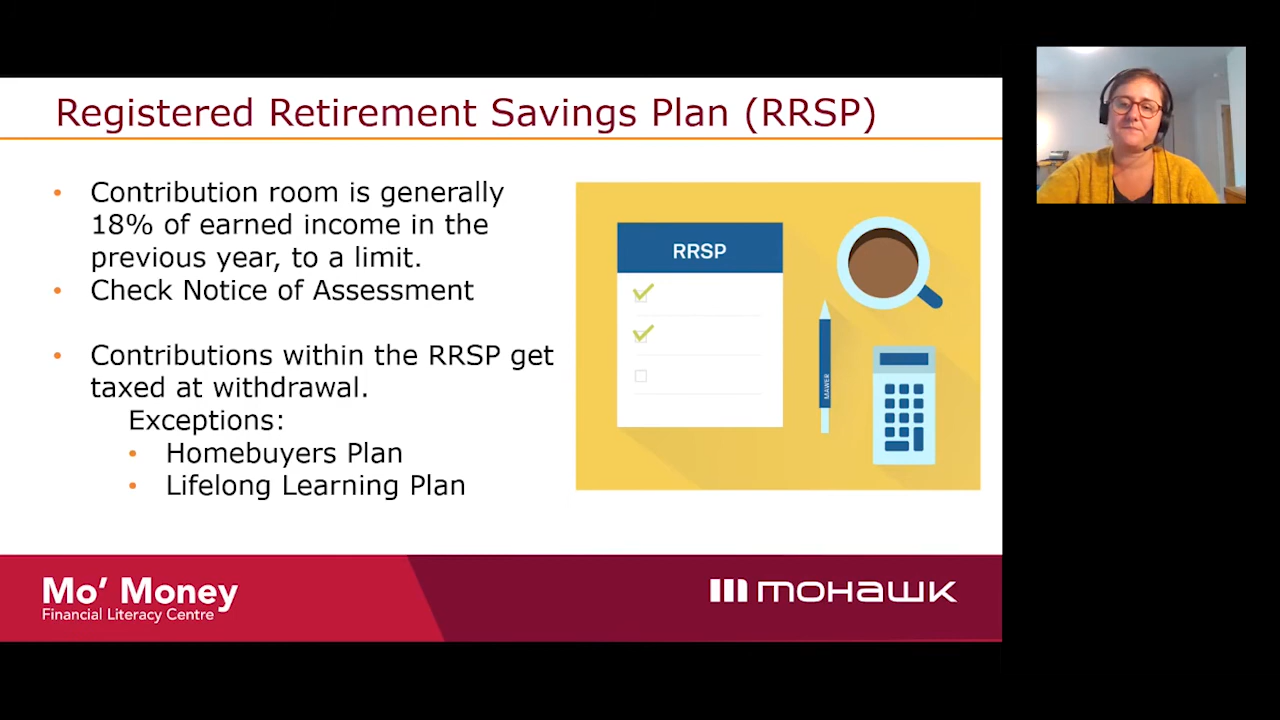 Registered Retirement Savings Plan (RRSP)
• Contribution room is generally
18% of earned income in the
previous year, to a limit.
• Check Notice of Assessment
• Contributions within the RRSP get
taxed at withdrawal.
Exceptions:
• Homebuyers Plan
• Lifelong Learning Plan
RRSP
MAWER
Mo' Money
Financial Literacy Centre
mohawk